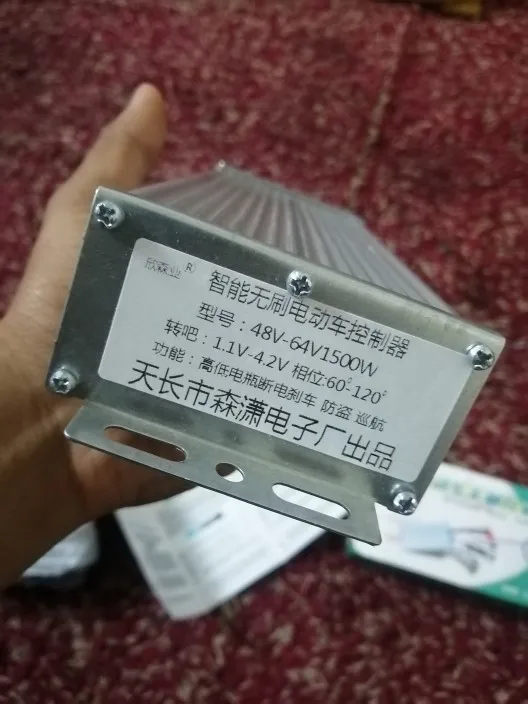 欣森业 ®
智能无刷电动车控制器
型号：48V-64V1500W
转吧：1.1V-4.2V 相位:60°-120°
功能：高低电瓶断电刹车 防盗 巡航
天长市森潇电子厂出品